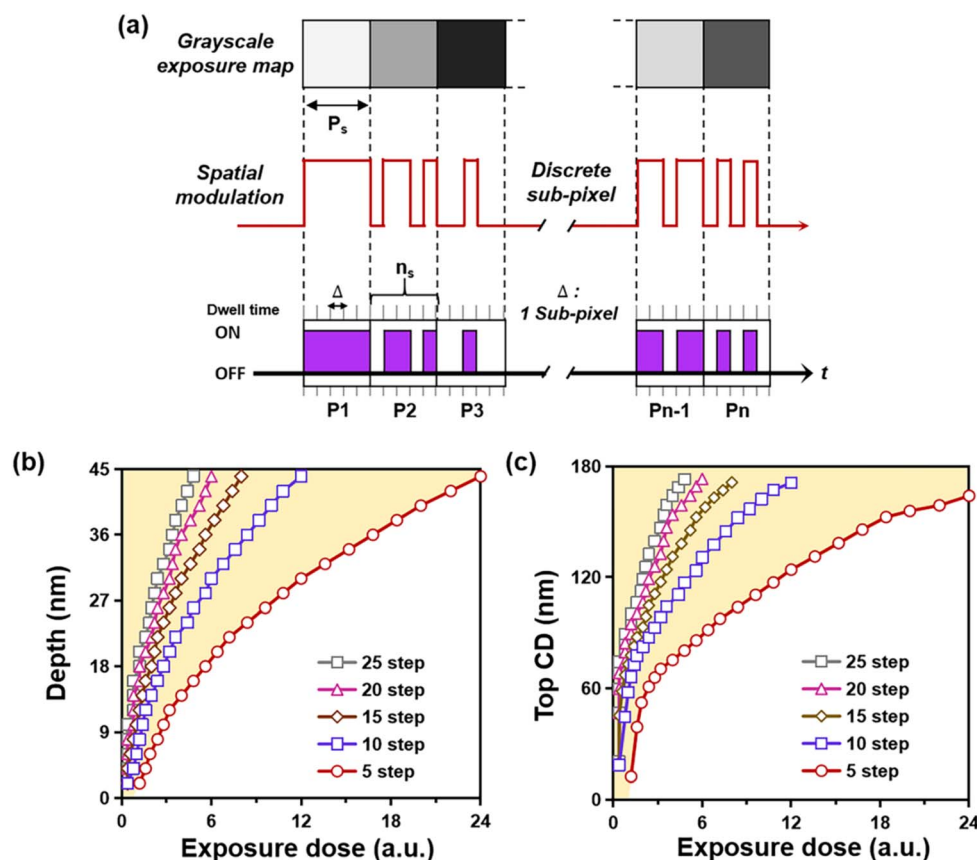 (a)
Grayscale
exposure map
Ps
Spatial
modulation
Discrete
sub-pixel
ns
Δ
Δ :
1 Sub-pixel
Dwell time
ON
OFF
t
P1 P2 P3 Pn-1 Pn
(b)
45
36
27
18
9
0
Depth (nm)
25 step
20 step
15 step
10 step
5 step
0 6 12 18 24
Exposure dose (a.u.)
(c)
180
120
60
0
Top CD (nm)
25 step
20 step
15 step
10 step
5 step
0 6 12 18 24
Exposure dose (a.u.)